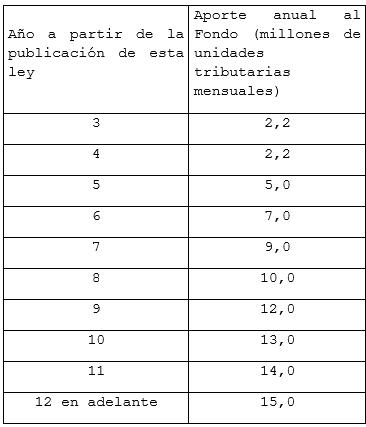 Año a partir de la
publicación de esta
ley
Aporte anual al
Fondo (millones de
unidades
tributarias
mensuales)
3 2,2
4 2,2
5 5,0
6 7,0
7 9,0
8 10,0
9 12,0
10 13,0
11 14,0
12 en adelante 15,0